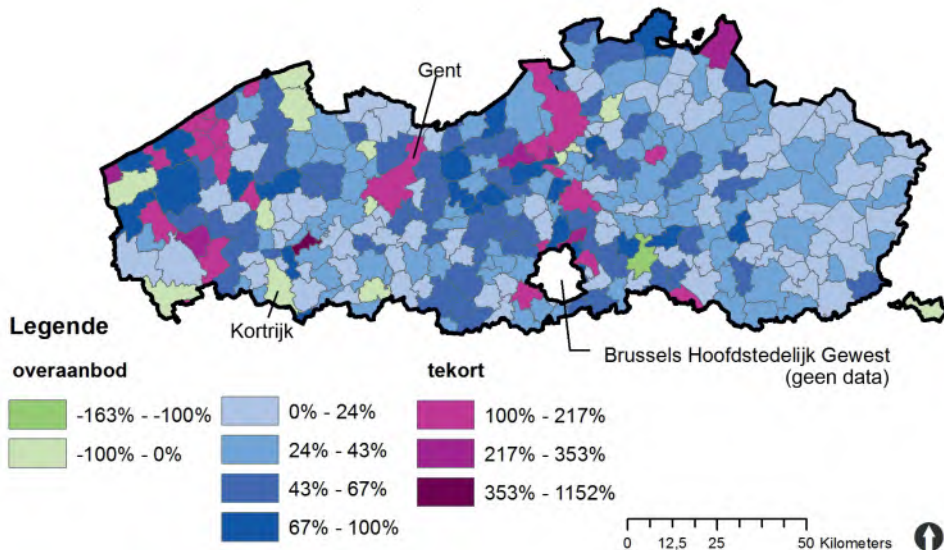 Gent
Kortrijk
Brussels Hoofdstedelijk Gewest
(geen data)
Legende
overaanbod
-163% - -100%
-100% - 0%
0% - 24%
24% - 43%
43% - 67%
67% - 100%
tekort
100% - 217%
217% - 353%
353% - 1152%
0 12,5 25 50 Kilometers